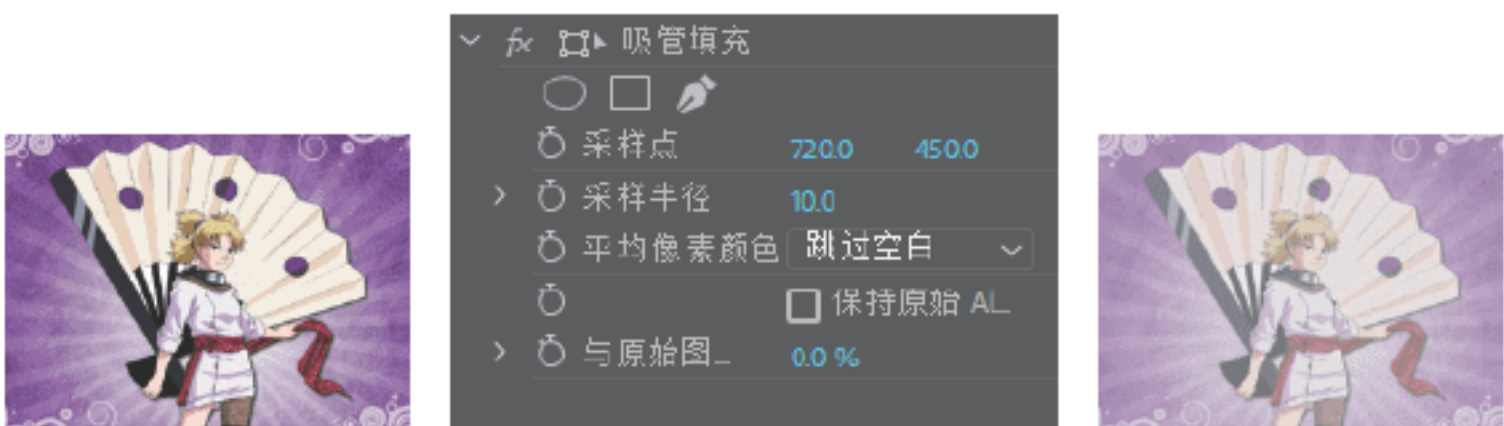 fx 吸管填充
采样点 720.0 450.0
采样半径 10.0
平均像素颜色 跳过空白
保持原始 AL...
与原始图... 0.0 %